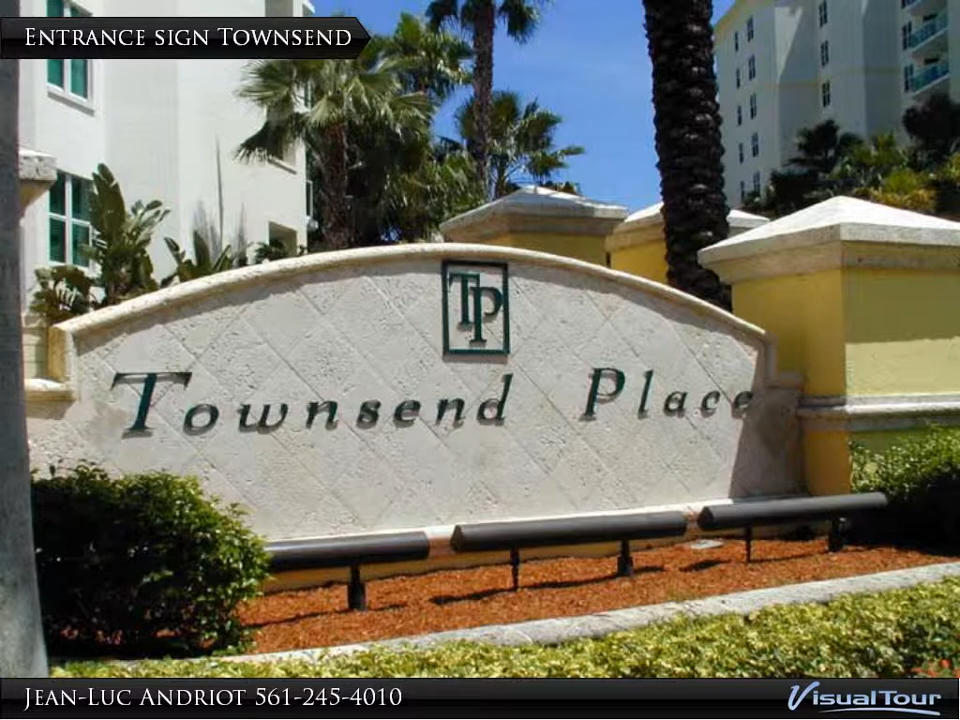 Entrance sign Townsend
TP
Townsend Place
Jean-Luc Andriot 561-245-4010
VisualTour